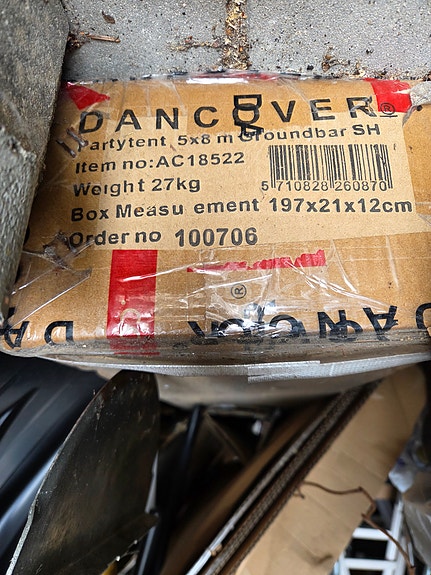 DANCOVER®
Partytent 5x8 m Groundbar SH
Item no:AC18522
Weight 27kg
5 710828 260870
Box Measu ement 197x21x12cm
Order no 100706
®